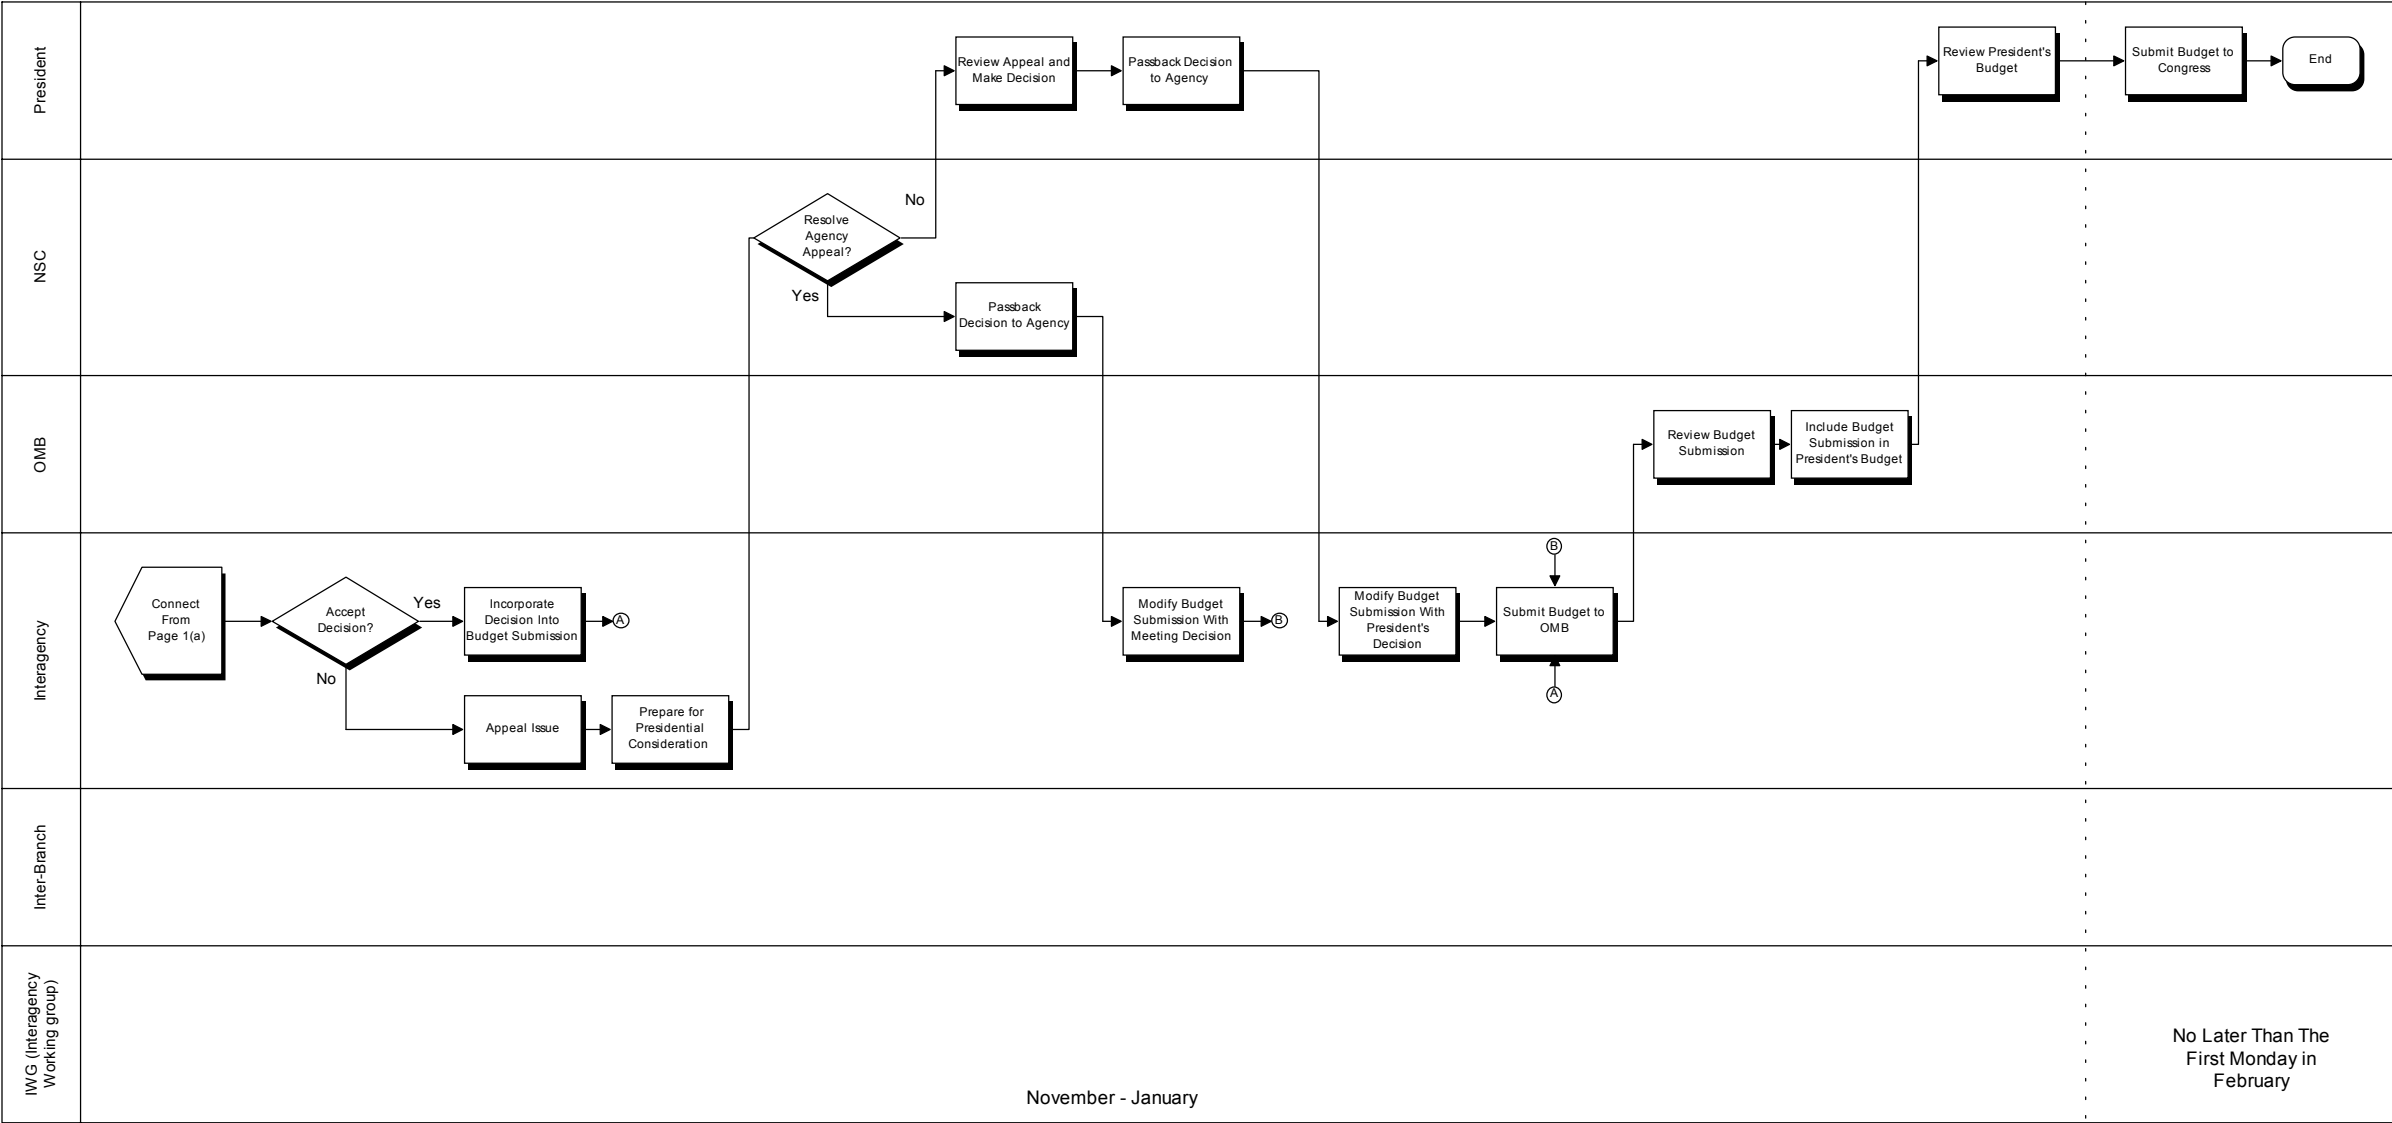 President
Review Appeal and
Make Decision
Passback Decision
to Agency
Review President's
Budget
Submit Budget to
Congress
End
NSC
Resolve
Agency
Appeal?
No
Yes
Passback
Decision to Agency
OMB
Review Budget
Submission
Include Budget
Submission in
President's Budget
Interagency
Connect
From
Page 1(a)
Accept
Decision?
Yes
No
Incorporate
Decision Into
Budget Submission
A
Appeal Issue
Prepare for
Presidential
Consideration
Modify Budget
Submission With
Meeting Decision
B
Modify Budget
Submission With
President's
Decision
B
Submit Budget to
OMB
A
Inter-Branch
IWG (Interagency
Working group)
November - January
No Later Than The
First Monday in
February